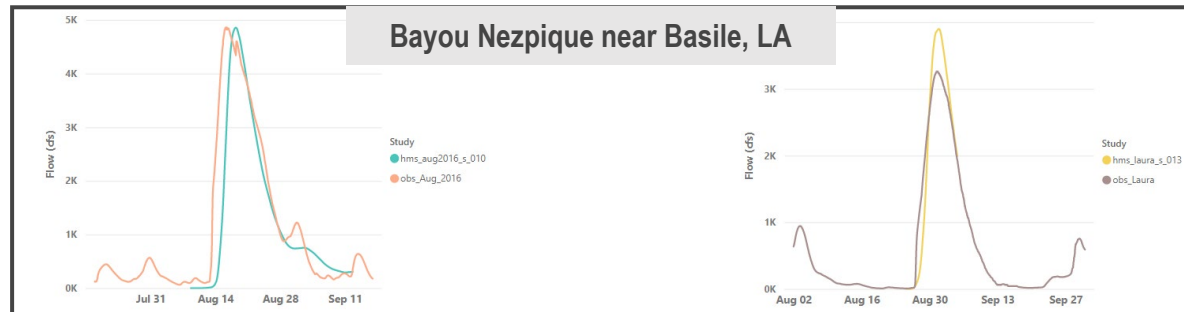 Bayou Nezpique near Basile, LA
5K
4K
3K
2K
1K
0K
Flow (cfs)
Jul 31
Aug 14
Aug 28
Sep 11
Study
hms_aug2016_s_010
obs_Aug_2016
3K
2K
1K
0K
Flow (cfs)
Aug 02
Aug 16
Aug 30
Sep 13
Sep 27
Study
hms_laura_s_013
obs_Laura